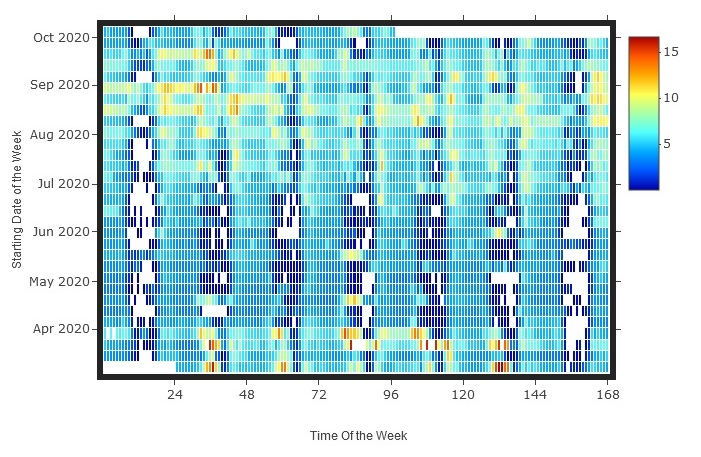 Oct 2020
Sep 2020
Aug 2020
Jul 2020
Jun 2020
May 2020
Apr 2020
Starting Date of the Week
24
48
72
96
120
144
168
Time Of the Week
15
10
5